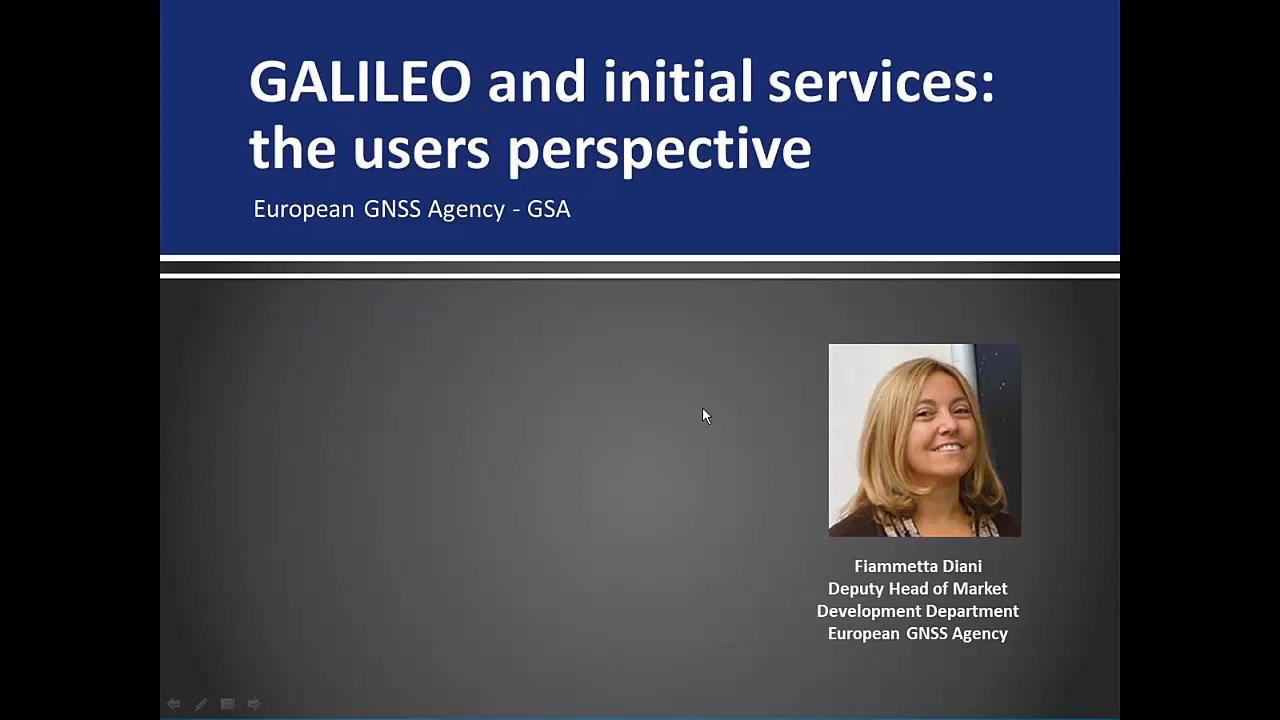 GALILEO and initial services:
the users perspective
European GNSS Agency - GSA
Fiammetta Diani
Deputy Head of Market
Development Department
European GNSS Agency